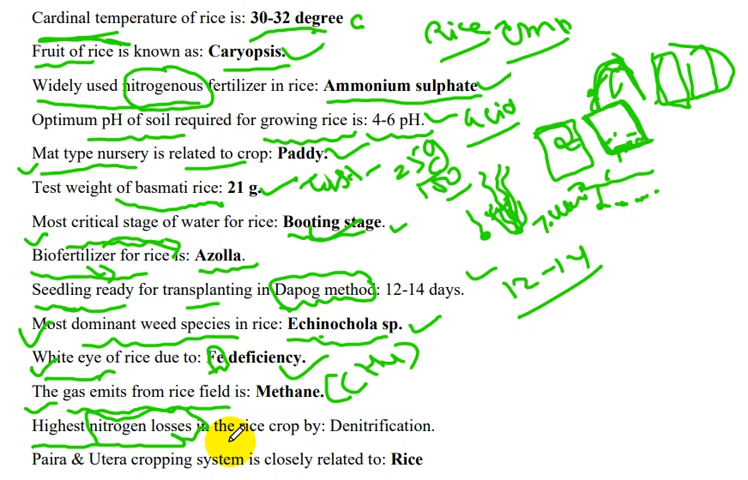 Cardinal temperature of rice is: 30-32 degree c
Fruit of rice is known as: Caryopsis.
Rice
Widely used nitrogenous fertilizer in rice: Ammonium sulphate
Optimum pH of soil required for growing rice is: 4-6 pH.
acid
Mat type nursery is related to crop: Paddy.
Test weight of basmati rice: 21 g.
25g
Most critical stage of water for rice: Booting stage.
Biofertilizer for rice is: Azolla.
Seedling ready for transplanting in Dapog method: 12-14 days.
12-14
Most dominant weed species in rice: Echinochola sp.
White eye of rice due to: Fe deficiency.
The gas emits from rice field is: Methane.
Highest nitrogen losses in the rice crop by: Denitrification.
Paira & Utera cropping system is closely related to: Rice